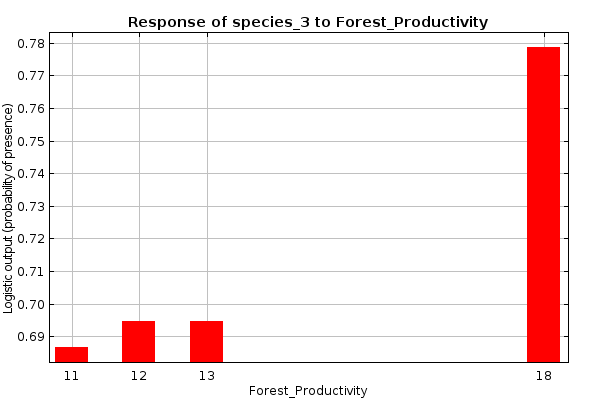 Response of species_3 to Forest_Productivity
Logistic output (probability of presence)
0.78
0.77
0.76
0.75
0.74
0.73
0.72
0.71
0.70
0.69
11 12 13 18
Forest_Productivity